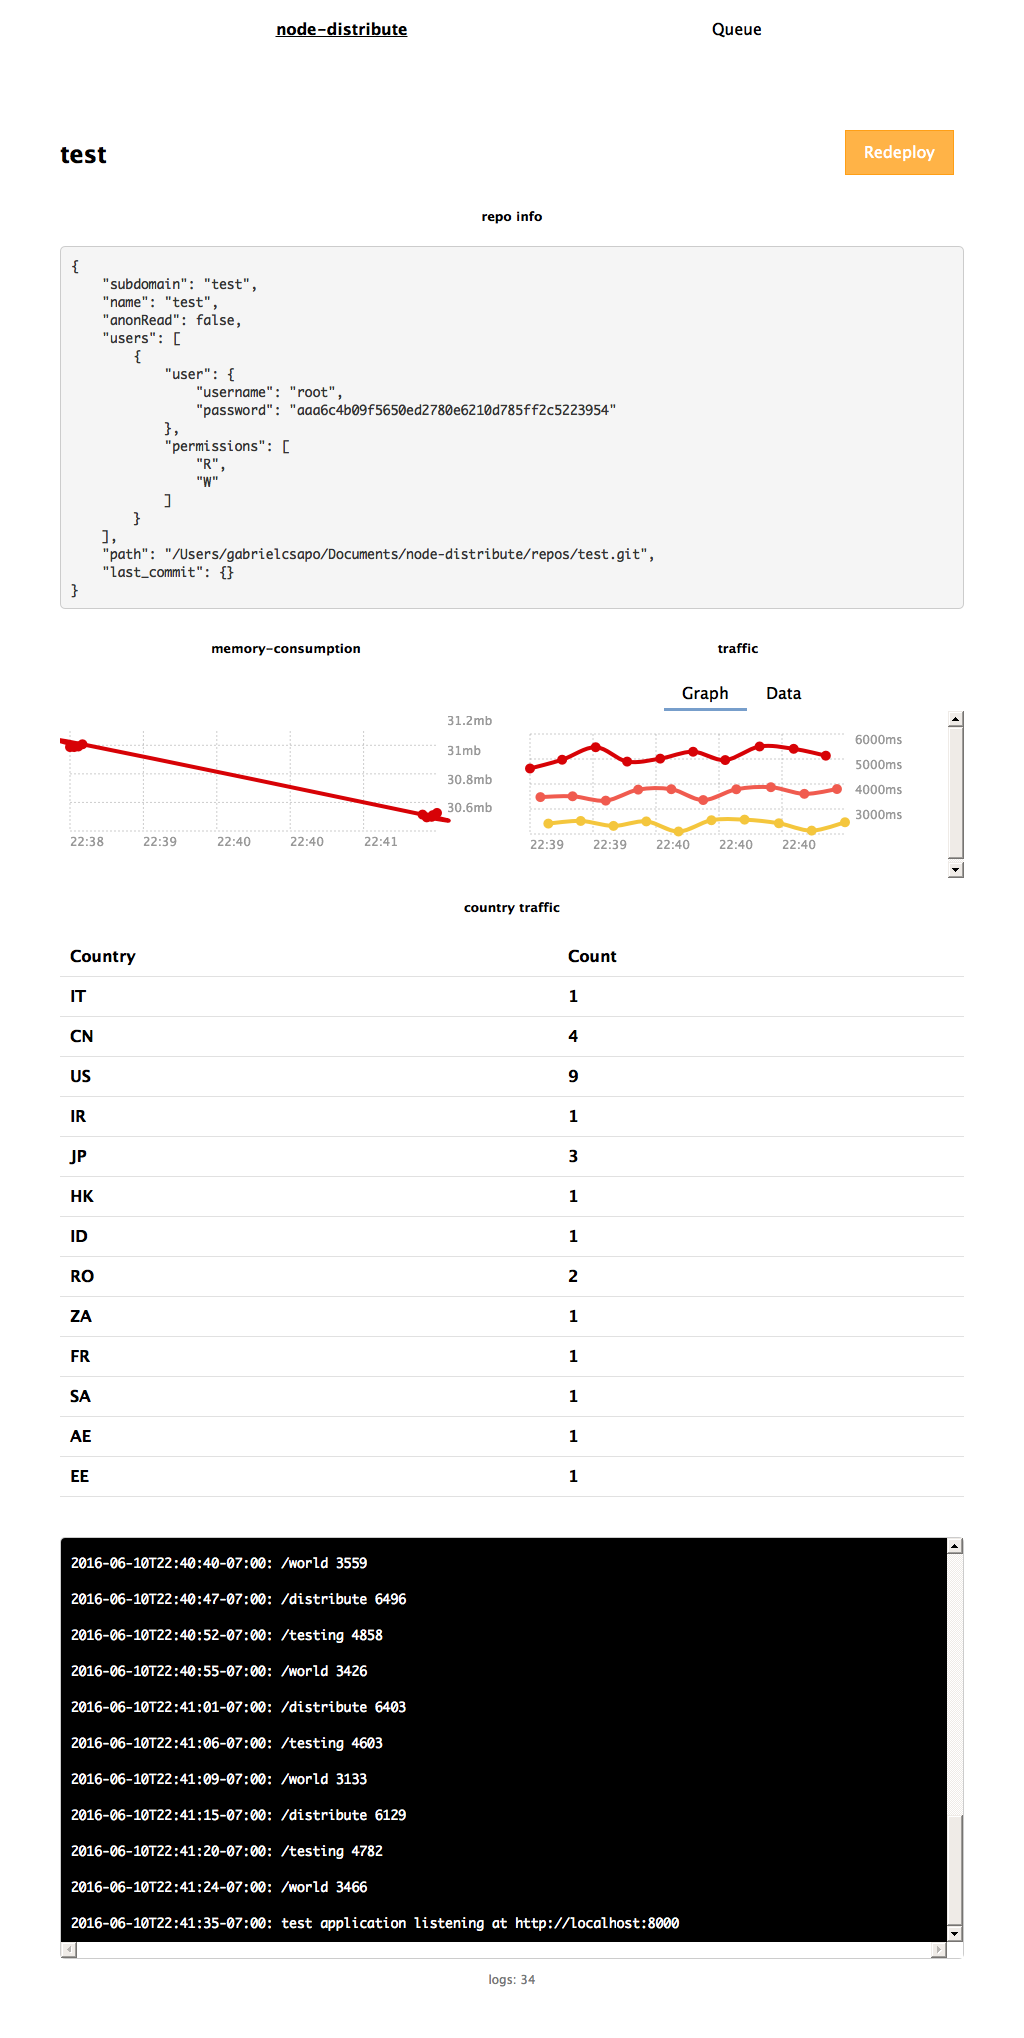 node-distribute
Queue
test
Redeploy
repo info
{
    "subdomain": "test",
    "name": "test",
    "anonRead": false,
    "users": [
        {
            "user": {
                "username": "root",
                "password": "aaa6c4b09f5650ed2780e6210d785ff2c5223954"
            },
            "permissions": [
                "R",
                "W"
            ]
        }
    ],
    "path": "/Users/gabrielcsapo/Documents/node-distribute/repos/test.git",
    "last_commit": {}
}
memory-consumption
31.2mb
31mb
30.8mb
30.6mb
22:38 22:39 22:40 22:40 22:41
traffic
Graph Data
6000ms
5000ms
4000ms
3000ms
22:39 22:39 22:40 22:40 22:40
country traffic
Country Count
IT 1
CN 4
US 9
IR 1
JP 3
HK 1
ID 1
RO 2
ZA 1
FR 1
SA 1
AE 1
EE 1
2016-06-10T22:40:40-07:00: /world 3559
2016-06-10T22:40:47-07:00: /distribute 6496
2016-06-10T22:40:52-07:00: /testing 4858
2016-06-10T22:40:55-07:00: /world 3426
2016-06-10T22:41:01-07:00: /distribute 6403
2016-06-10T22:41:06-07:00: /testing 4603
2016-06-10T22:41:09-07:00: /world 3133
2016-06-10T22:41:15-07:00: /distribute 6129
2016-06-10T22:41:20-07:00: /testing 4782
2016-06-10T22:41:24-07:00: /world 3466
2016-06-10T22:41:35-07:00: test application listening at http://localhost:8000
logs: 34